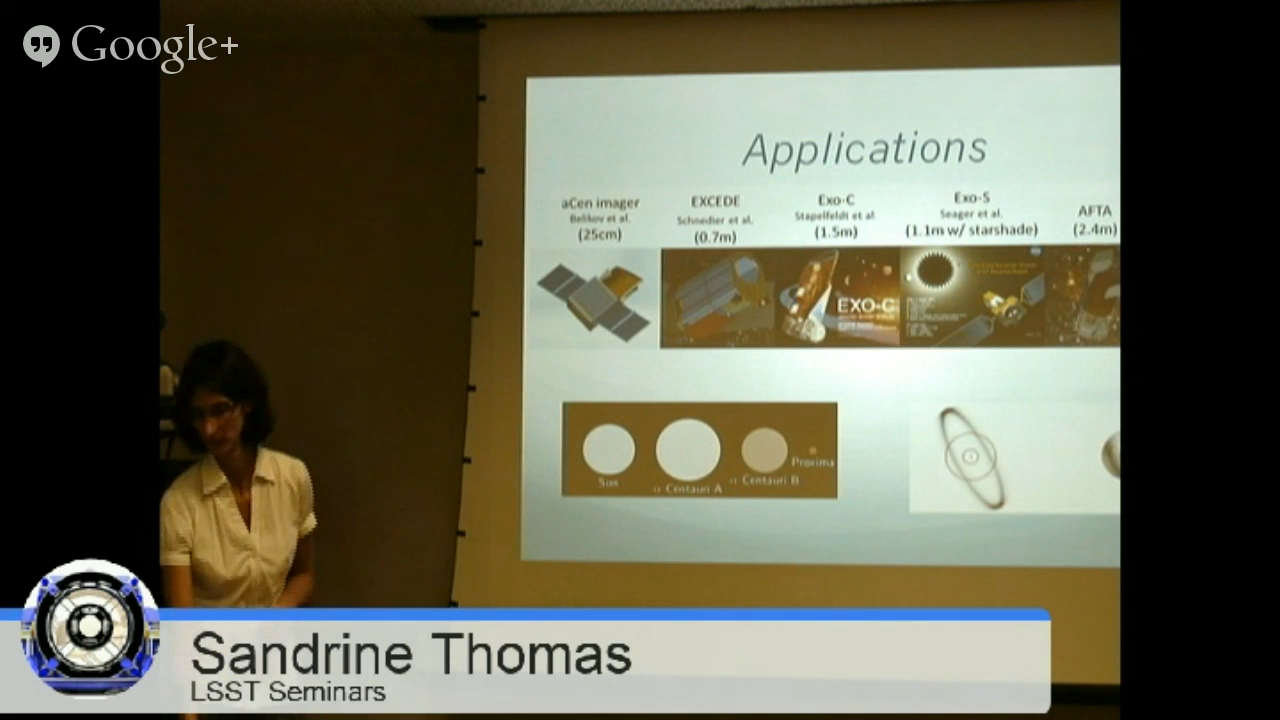 Google+
Applications
aCen imager
Belikov et al.
(25cm)
EXCEDE
Schneider et al.
(0.7m)
Exo-C
Stapelfeldt et al
(1.5m)
Exo-S
Seager et al.
(1.1m w/ starshade)
AFTA
(2.4m)
EXO-C
Sun
α Centauri A
α Centauri B
Proxima
Sandrine Thomas
LSST Seminars